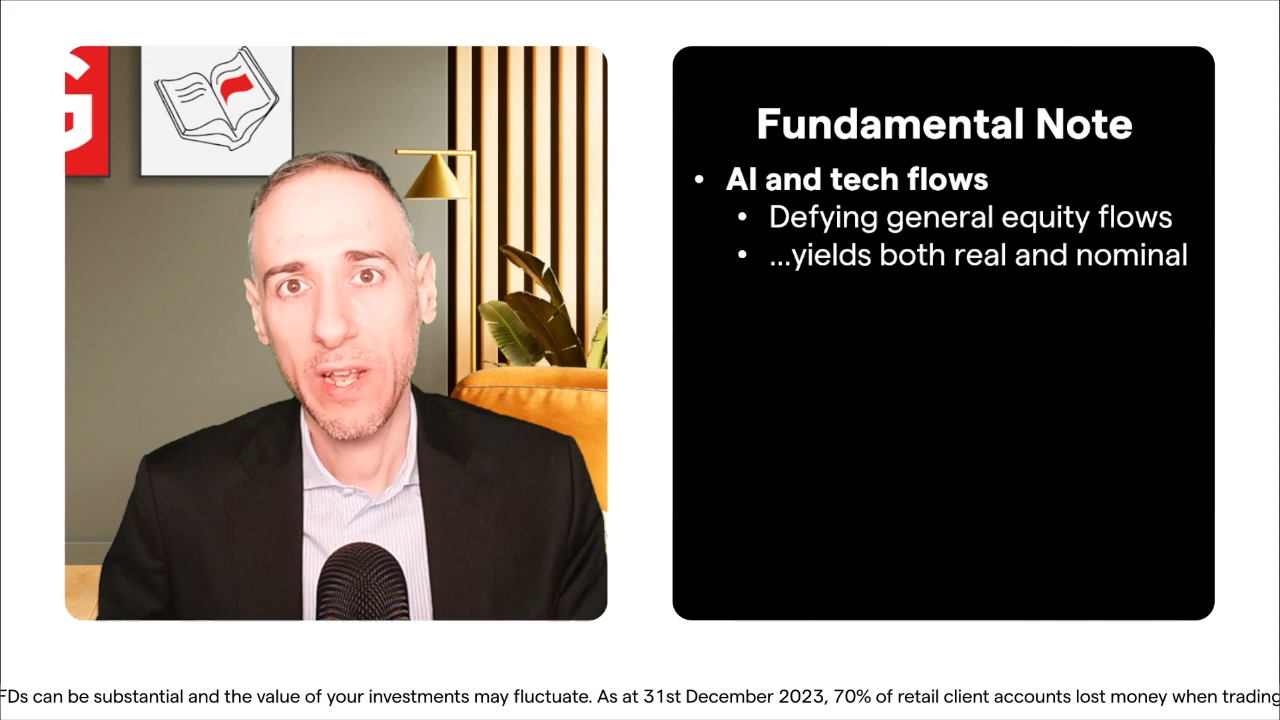 G
Fundamental Note
• AI and tech flows
• Defying general equity flows
• ...yields both real and nominal
FDs can be substantial and the value of your investments may fluctuate. As at 31st December 2023, 70% of retail client accounts lost money when trading